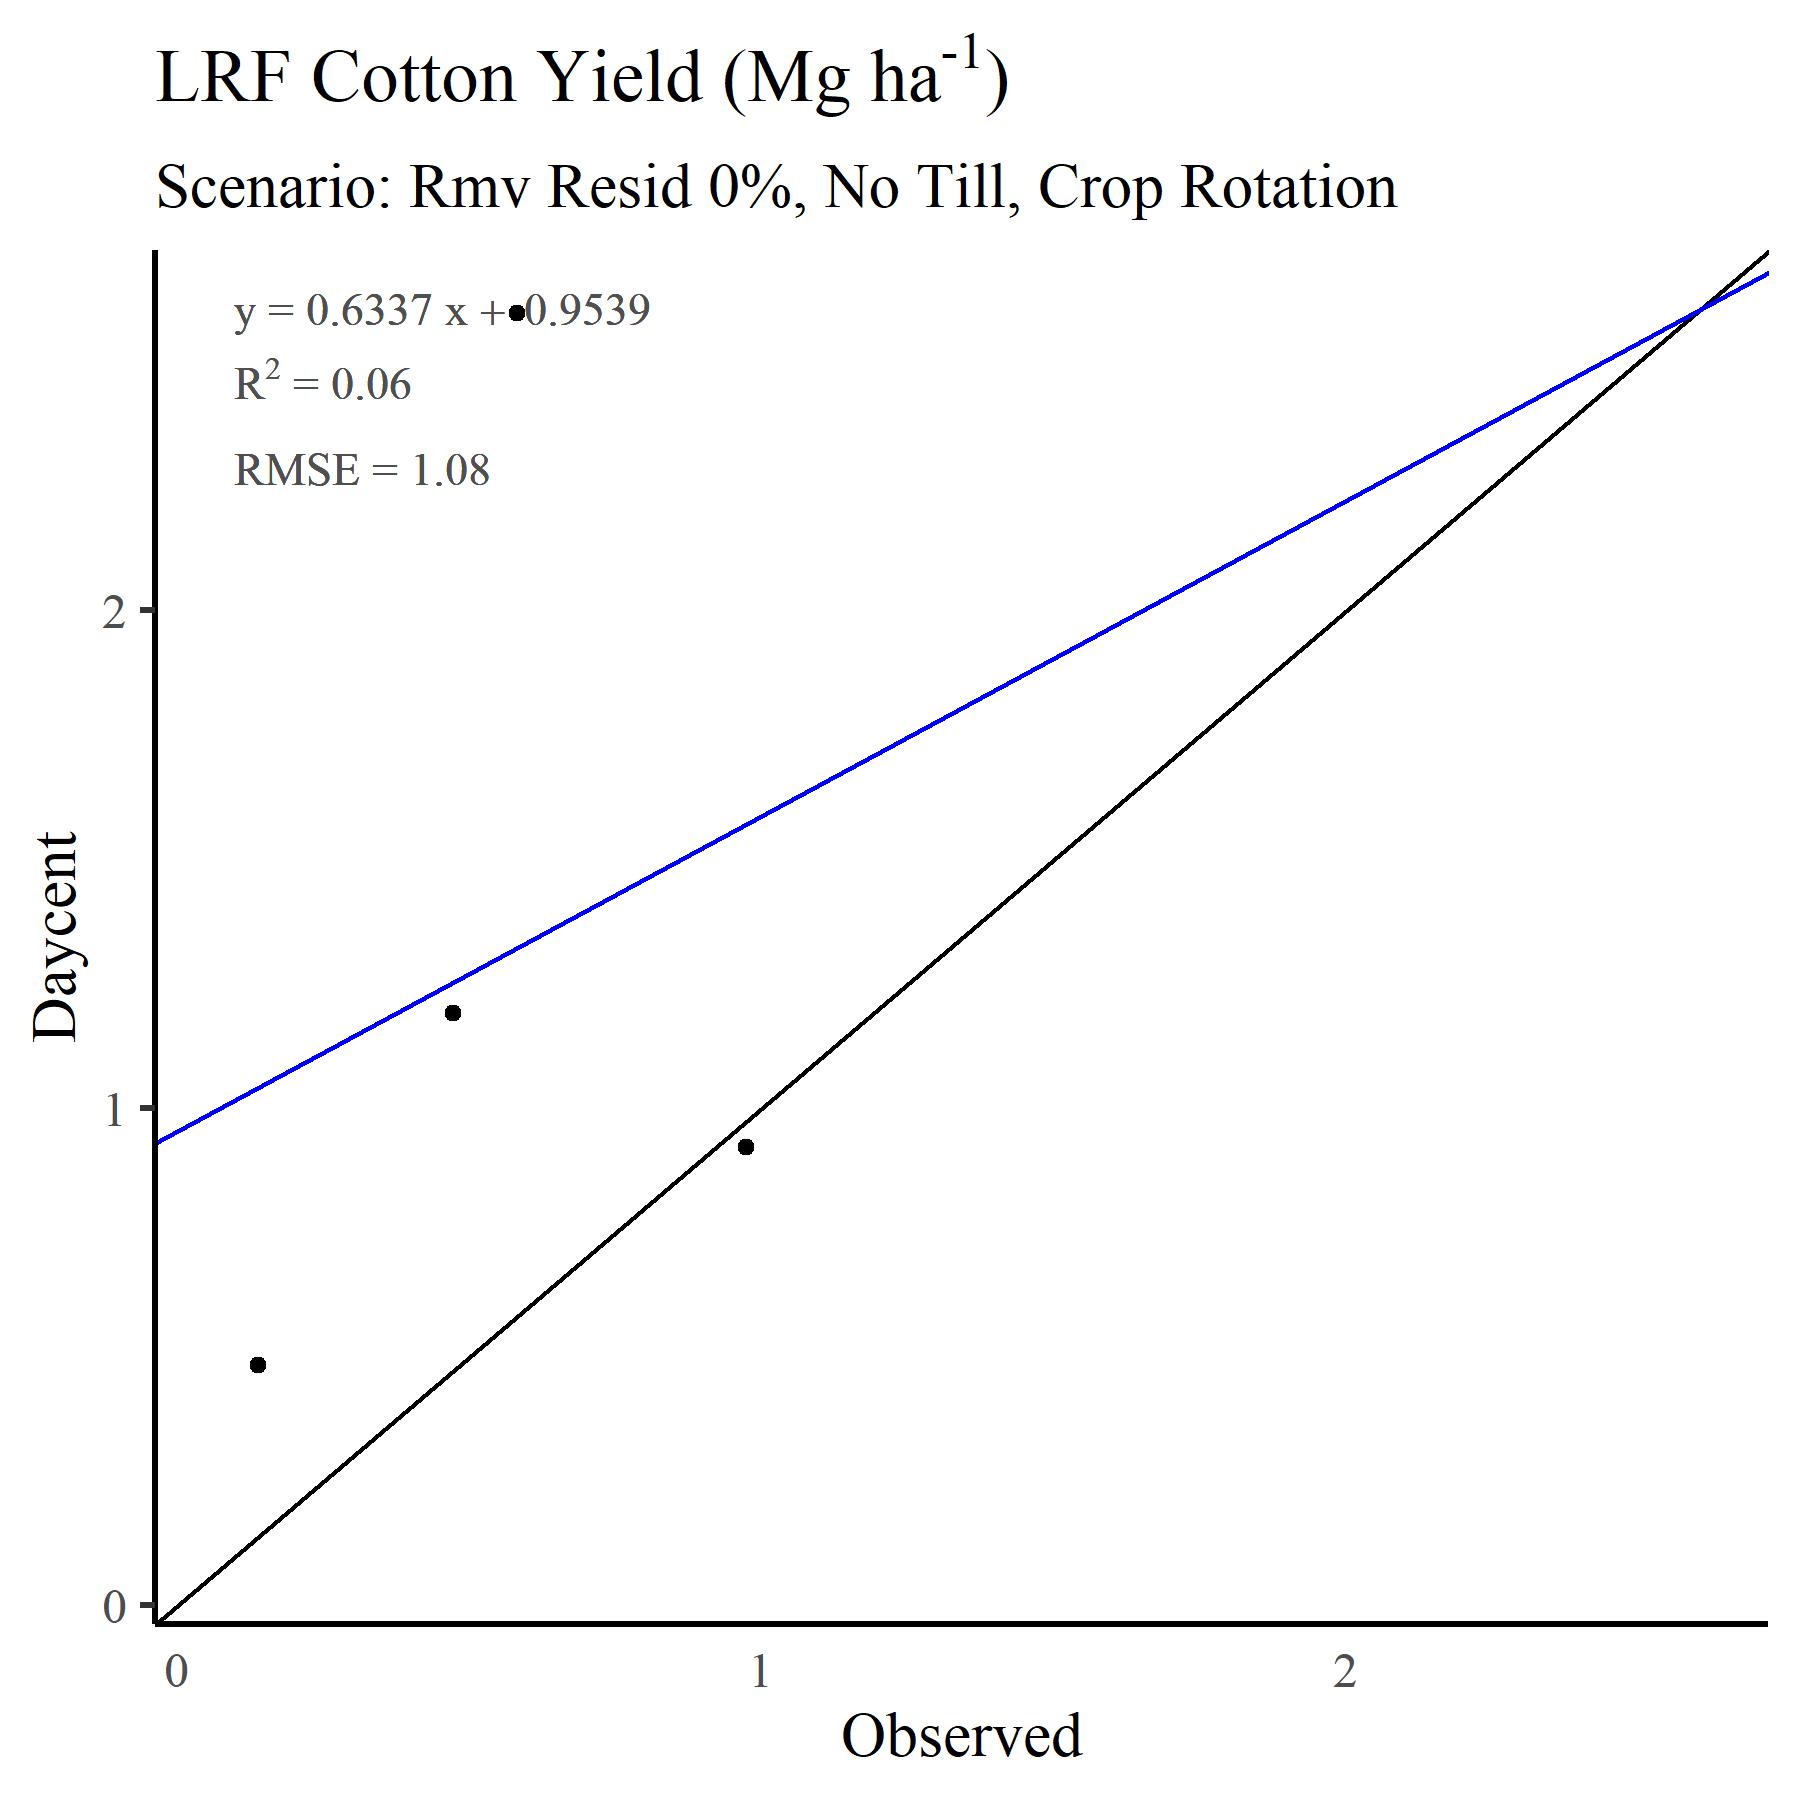 LRF Cotton Yield (Mg ha⁻¹)
Scenario: Rmv Resid 0%, No Till, Crop Rotation
y = 0.6337 x + 0.9539
R² = 0.06
RMSE = 1.08
2
1
0
Daycent
0 1 2
Observed